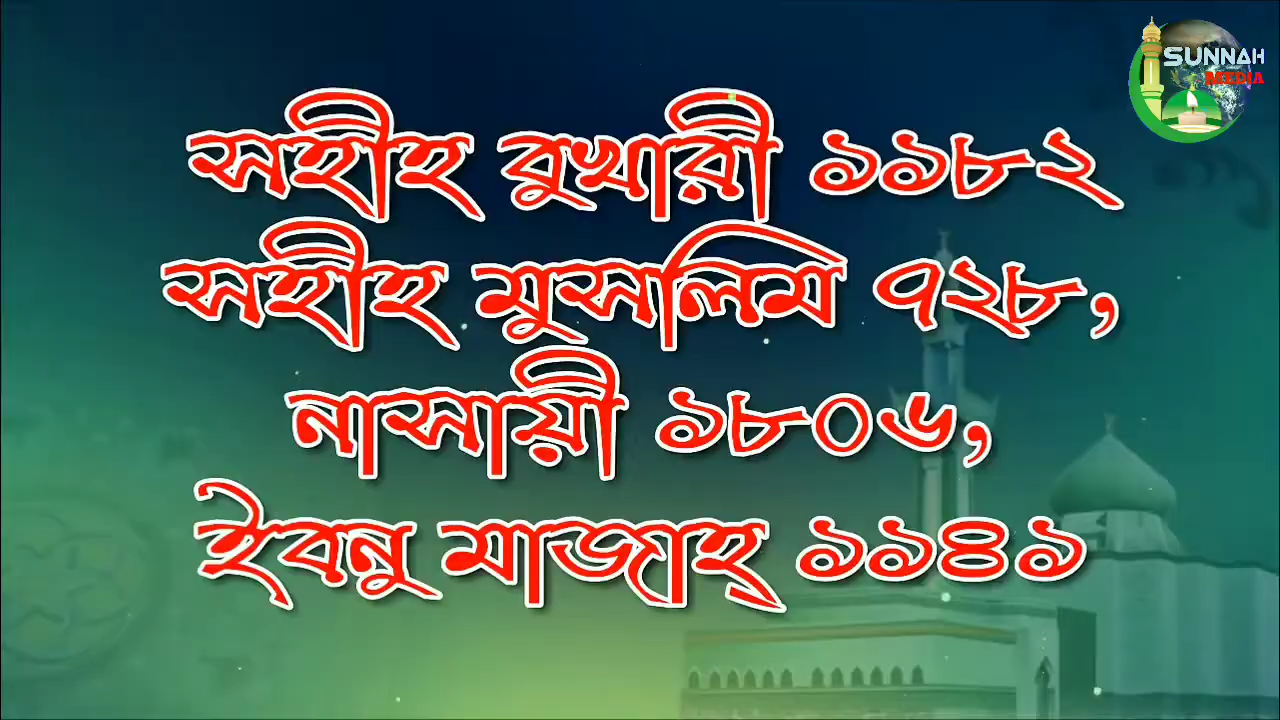 SUNNAH
MEDIA
সহীহ বুখারী ১১৮২
সহীহ মুসলিম ৭২৮,
নাসায়ী ১৮০৬,
ইবনু মাজাহ্ ১১৪১